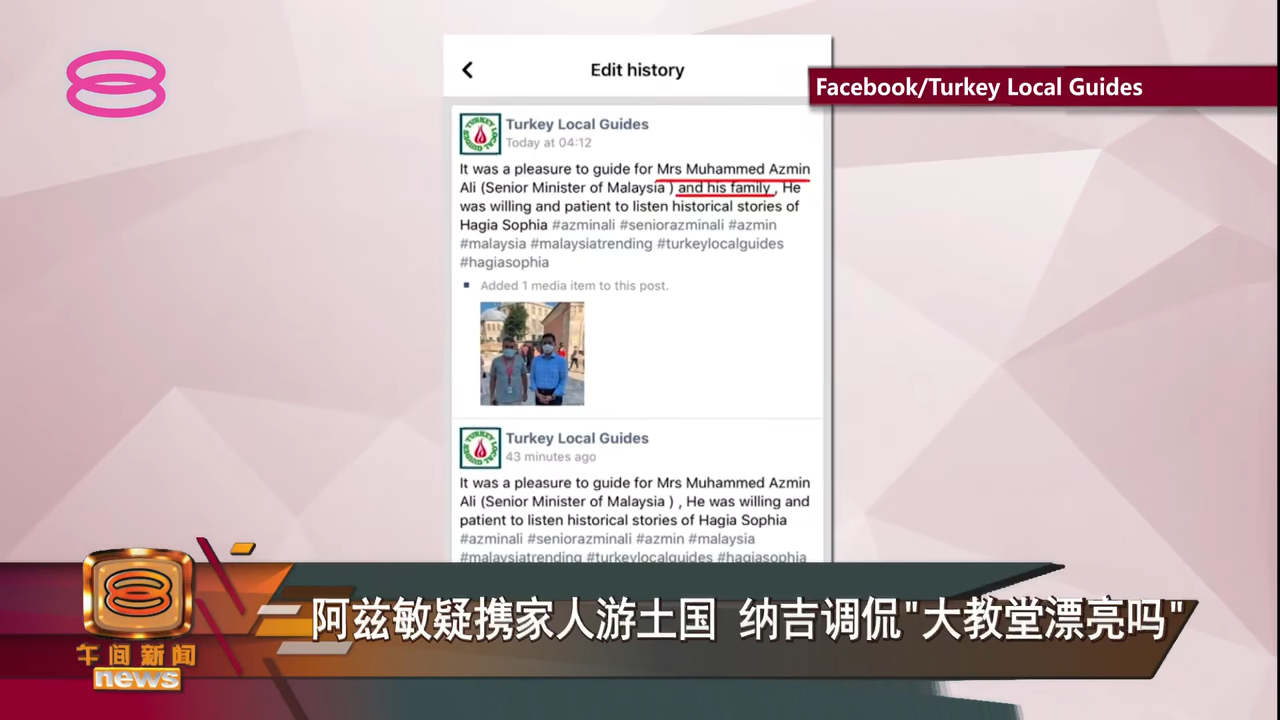 Edit history
Facebook/Turkey Local Guides
Turkey Local Guides
Today at 04:12
It was a pleasure to guide for Mrs Muhammed Azmin
Ali (Senior Minister of Malaysia ) and his family , He
was willing and patient to listen historical stories of
Hagia Sophia #azminali #seniorazminali #azmin
#malaysia #malaysiatrending #turkeylocalguides
#hagiasophia
Added 1 media item to this post.
Turkey Local Guides
43 minutes ago
It was a pleasure to guide for Mrs Muhammed Azmin
Ali (Senior Minister of Malaysia ) , He was willing and
patient to listen historical stories of Hagia Sophia
#azminali #seniorazminali #azmin #malaysia
#malaysiatrending #turkeylocalguides #hagiasophia
阿兹敏疑携家人游土国 纳吉调侃"大教堂漂亮吗"
午间新闻
news